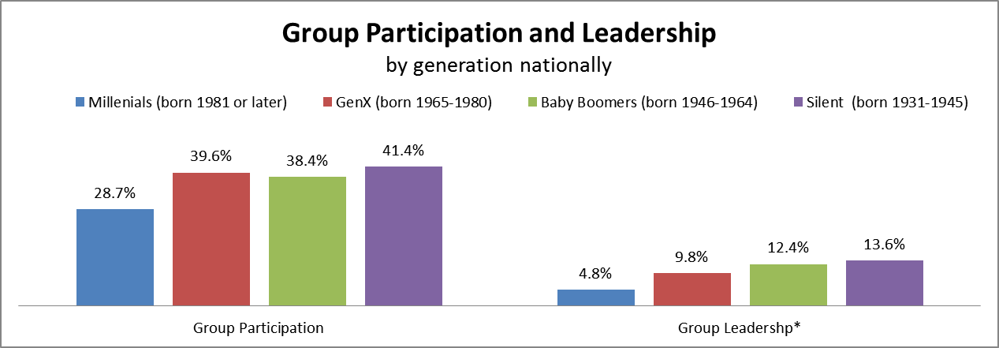 Group Participation and Leadership
by generation nationally
Millenials (born 1981 or later) GenX (born 1965-1980) Baby Boomers (born 1946-1964) Silent (born 1931-1945)
28.7% 39.6% 38.4% 41.4% 4.8% 9.8% 12.4% 13.6%
Group Participation Group Leadershp*